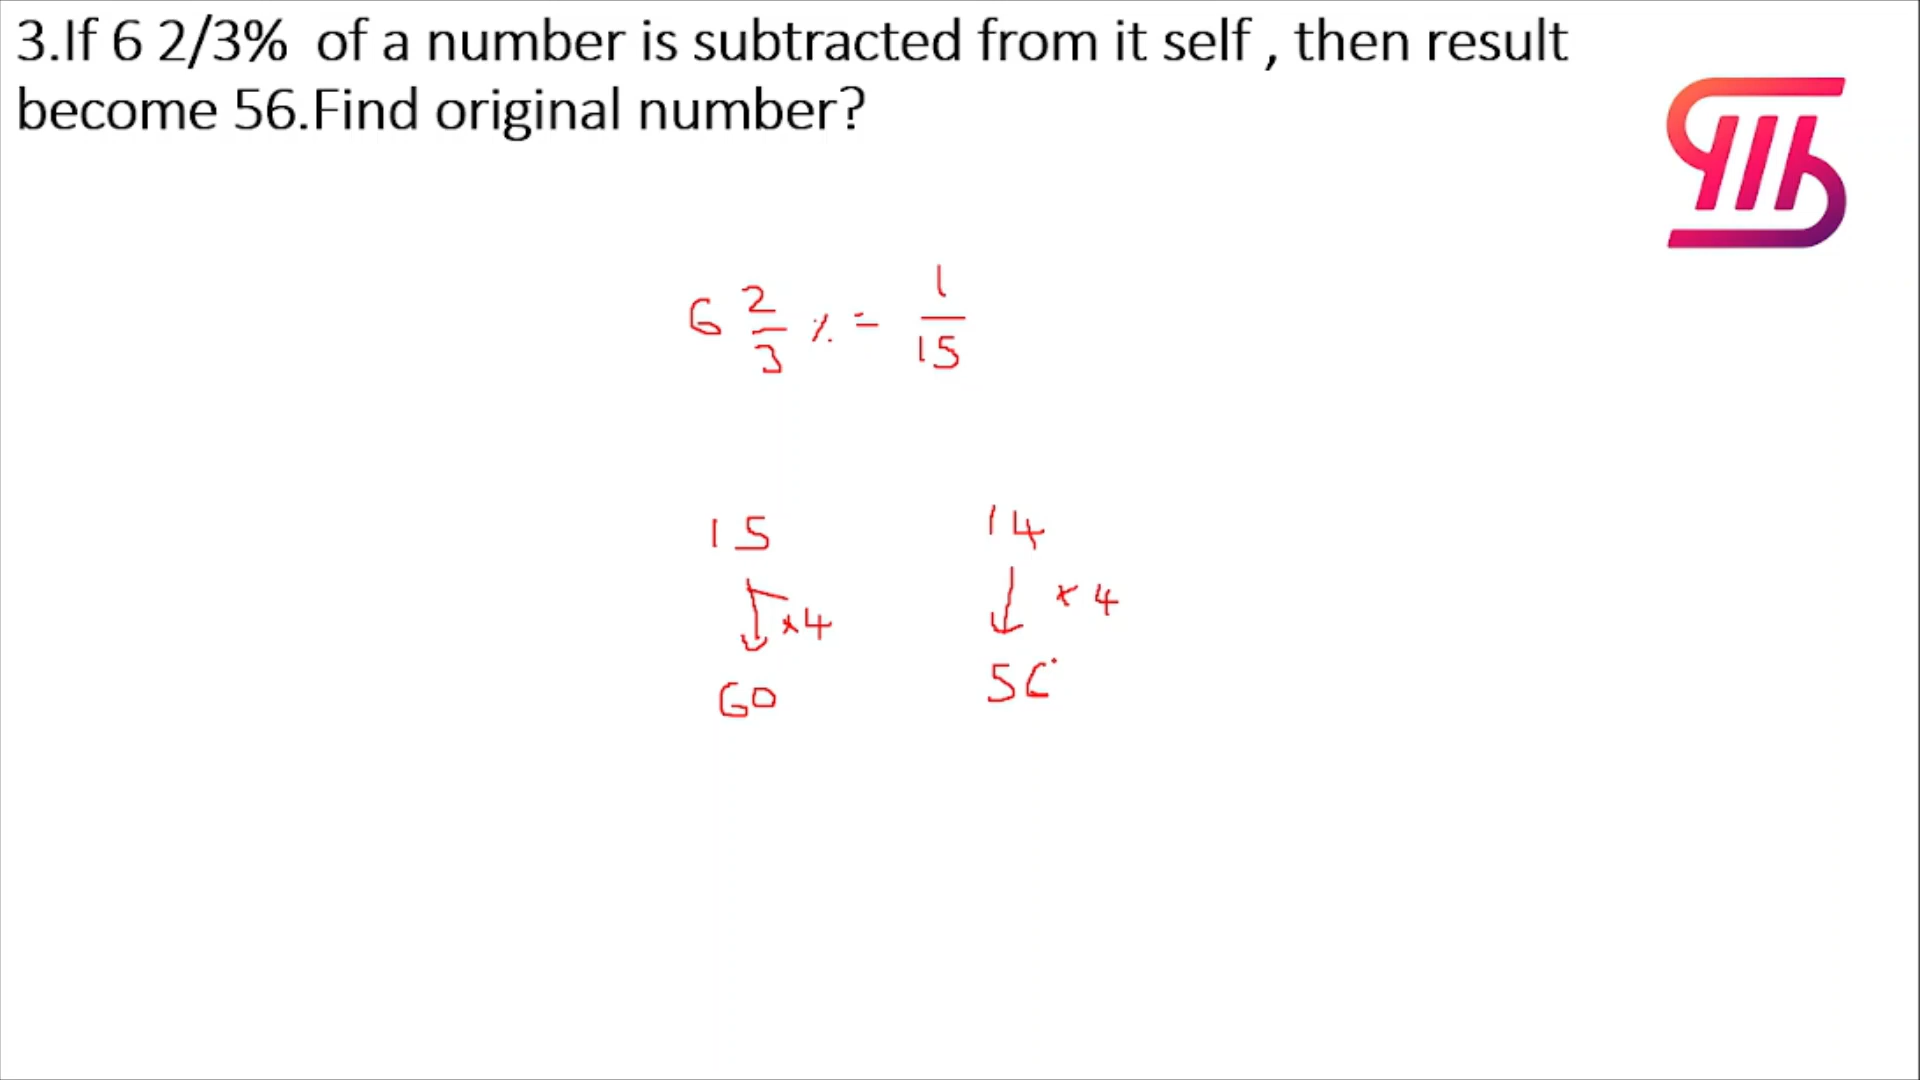 3.If 6 2/3%  of a number is subtracted from it self , then result
become 56.Find original number?
6 2/3 % = 1/15
15 14
×4 × 4
60 56